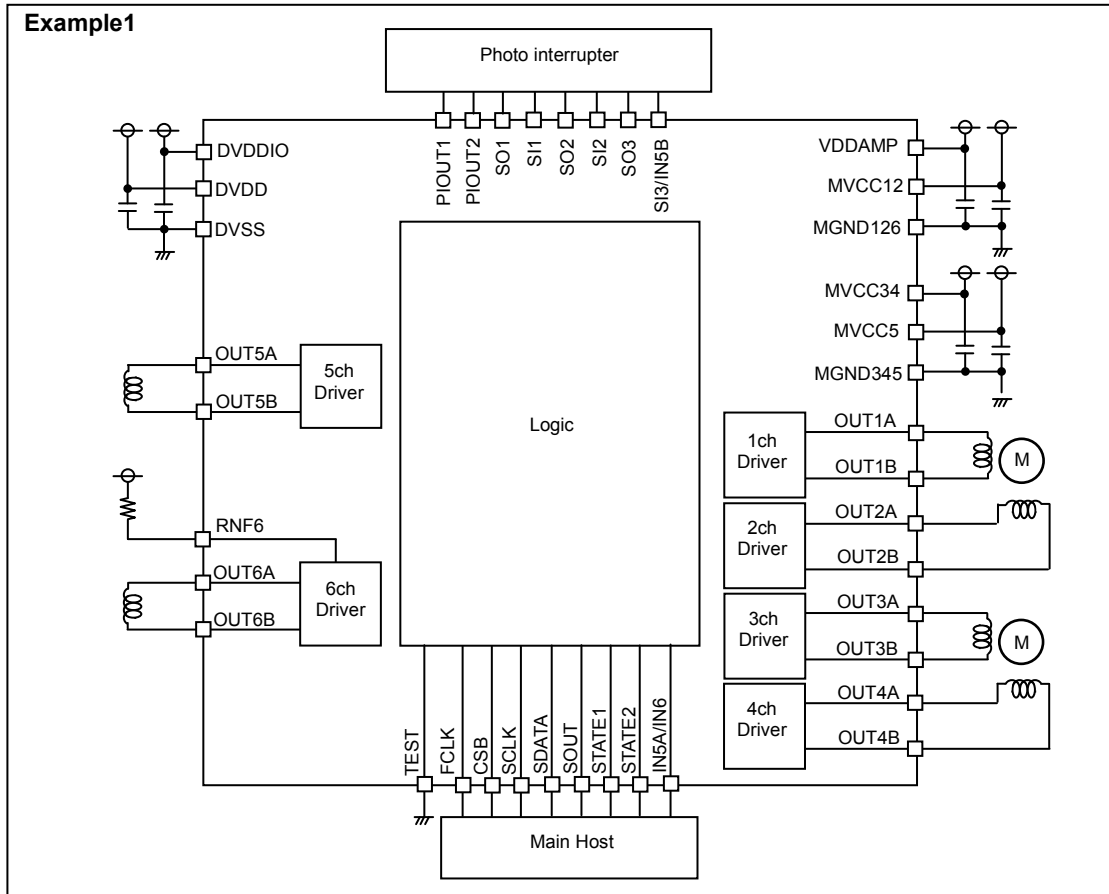 Example1
Photo interrupter
PIOUT1
PIOUT2
SO1
SI1
SO2
SI2
SO3
SI3/IN5B
DVDDIO
DVDD
DVSS
VDDAMP
MVCC12
MGND126
MVCC34
MVCC5
MGND345
OUT5A
OUT5B
5ch
Driver
Logic
RNF6
OUT6A
OUT6B
6ch
Driver
1ch
Driver
OUT1A
OUT1B
M
2ch
Driver
OUT2A
OUT2B
3ch
Driver
OUT3A
OUT3B
M
4ch
Driver
OUT4A
OUT4B
TEST
FCLK
CSB
SCLK
SDATA
SOUT
STATE1
STATE2
IN5A/IN6
Main Host